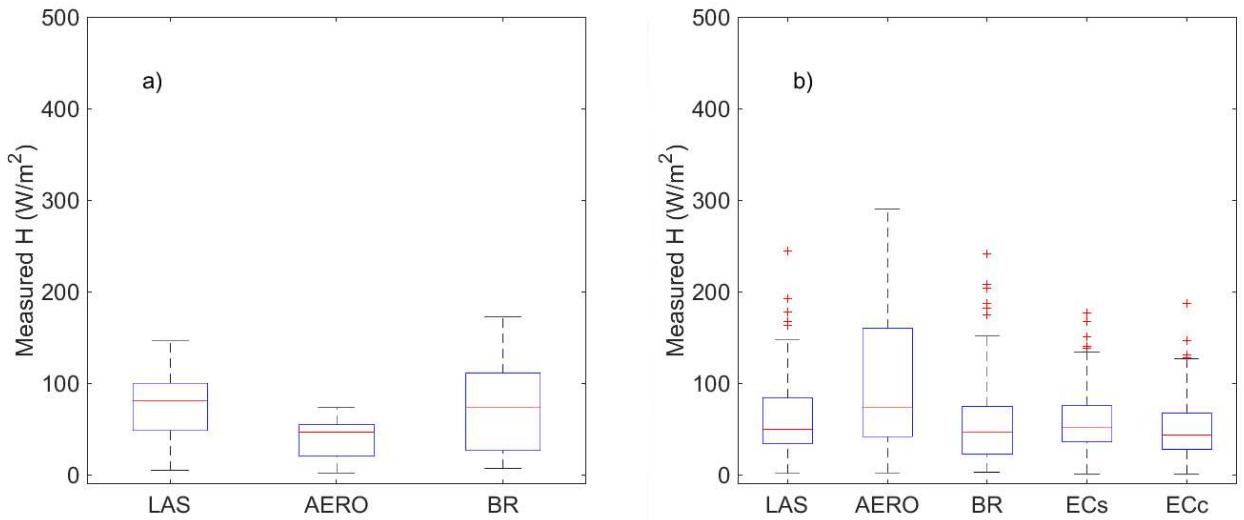 500
400
300
200
100
0
Measured H (W/m²)
a)
LAS AERO BR
500
400
300
200
100
0
Measured H (W/m²)
b)
LAS AERO BR ECs ECc